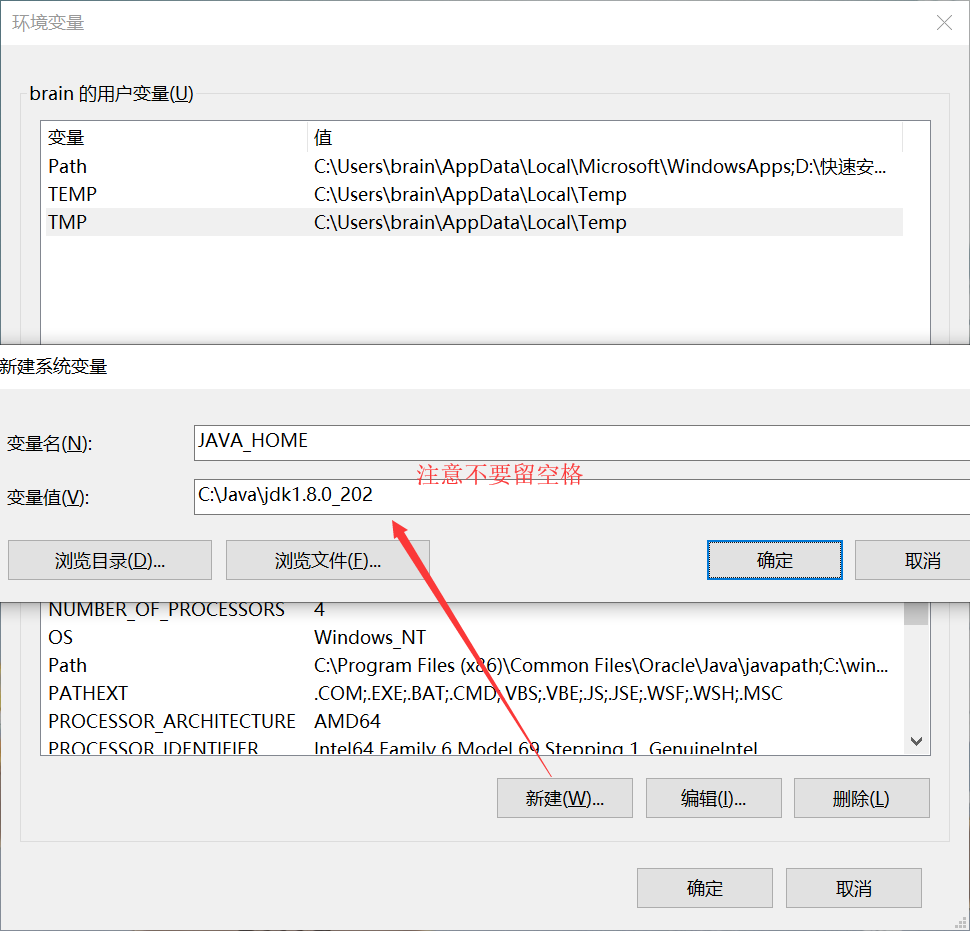 环境变量
brain 的用户变量(U)
变量 值
Path C:\Users\brain\AppData\Local\Microsoft\WindowsApps;D:\快速安...
TEMP C:\Users\brain\AppData\Local\Temp
TMP C:\Users\brain\AppData\Local\Temp
新建系统变量
变量名(N): JAVA_HOME
注意不要留空格
变量值(V): C:\Java\jdk1.8.0_202
浏览目录(D)... 浏览文件(F)... 确定 取消
NUMBER_OF_PROCESSORS 4
OS Windows_NT
Path C:\Program Files (x86)\Common Files\Oracle\Java\javapath;C:\win...
PATHEXT .COM;.EXE;.BAT;.CMD;.VBS;.VBE;.JS;.JSE;.WSF;.WSH;.MSC
PROCESSOR_ARCHITECTURE AMD64
PROCESSOR_IDENTIFIER Intel64 Family 6 Model 69 Stepping 1, GenuineIntel
新建(W)... 编辑(I)... 删除(L)
确定 取消